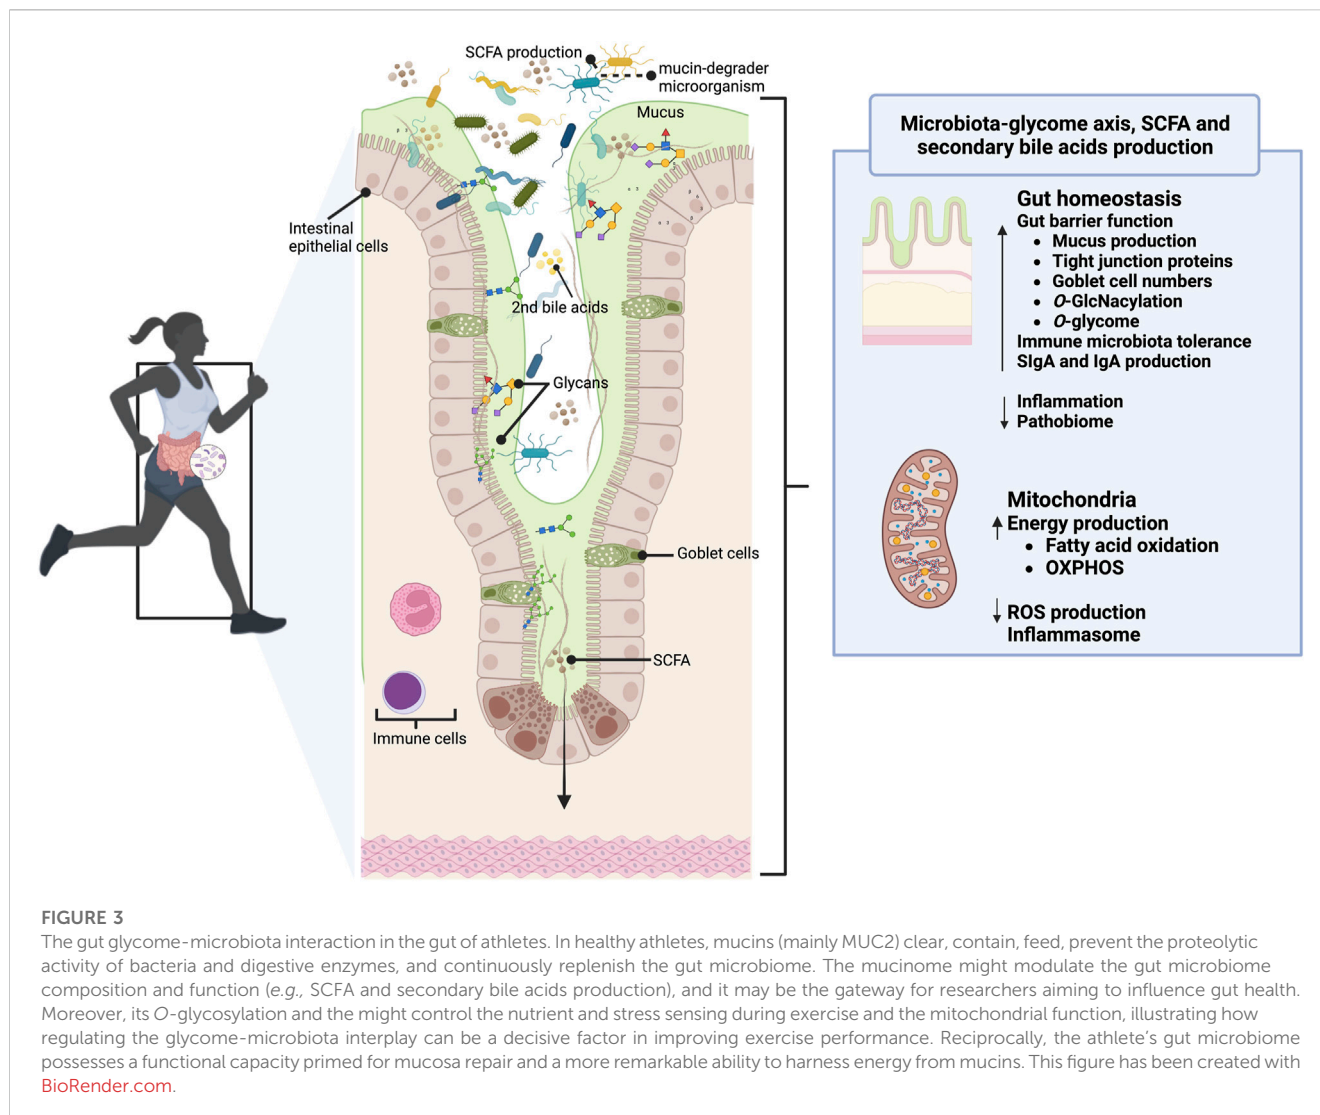 SCFA production
mucin-degrader
microorganism
Mucus
Intestinal
epithelial cells
2nd bile acids
Glycans
Goblet cells
SCFA
Immune cells
Microbiota-glycome axis, SCFA and
secondary bile acids production
Gut homeostasis
Gut barrier function
• Mucus production
• Tight junction proteins
• Goblet cell numbers
• O-GlcNacylation
• O-glycome
Immune microbiota tolerance
SIgA and IgA production
Inflammation
Pathobiome
Mitochondria
Energy production
• Fatty acid oxidation
• OXPHOS
ROS production
Inflammasome
FIGURE 3
The gut glycome-microbiota interaction in the gut of athletes. In healthy athletes, mucins (mainly MUC2) clear, contain, feed, prevent the proteolytic
activity of bacteria and digestive enzymes, and continuously replenish the gut microbiome. The mucinome might modulate the gut microbiome
composition and function (e.g., SCFA and secondary bile acids production), and it may be the gateway for researchers aiming to influence gut health.
Moreover, its O-glycosylation and the might control the nutrient and stress sensing during exercise and the mitochondrial function, illustrating how
regulating the glycome-microbiota interplay can be a decisive factor in improving exercise performance. Reciprocally, the athlete's gut microbiome
possesses a functional capacity primed for mucosa repair and a more remarkable ability to harness energy from mucins. This figure has been created with
BioRender.com.